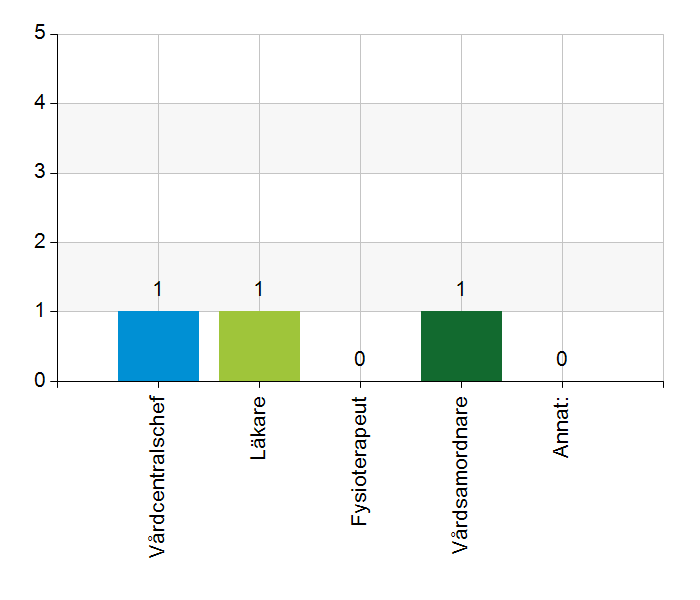 5
4
3
2
1
0
1
1
0
1
0
Vårdcentralschef
Läkare
Fysioterapeut
Vårdsamordnare
Annat: